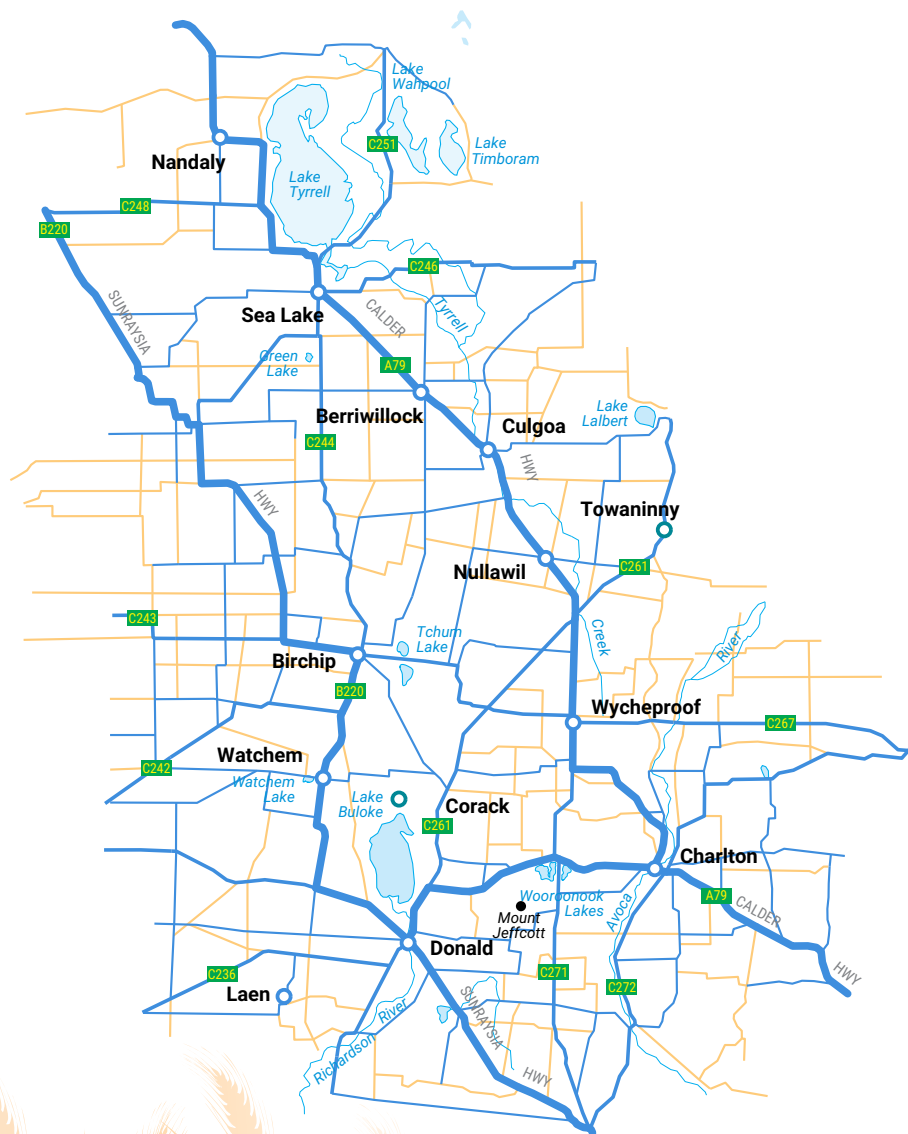 Lake
Wahpool
C251
Lake
Timboram
Nandaly
Lake
Tyrrell
C248
B220
C246
SUNRAYSIA
Sea Lake
CALDER
Tyrrell
Green
Lake
A79
Berriwillock
Lake
Lalbert
Culgoa
C244
HWY
HWY
Towaninny
Nullawil
C261
C243
Creek
River
Tchum
Lake
Birchip
B220
Wycheproof
C267
Watchem
C242
Watchem
Lake
Lake
Buloke
Corack
C261
Charlton
Wooroonook
Lakes
A79
CALDER
Avoca
Mount
Jeffcott
Donald
HWY
C236
C271
C272
Laen
SUNRAYSIA
Richardson River
HWY